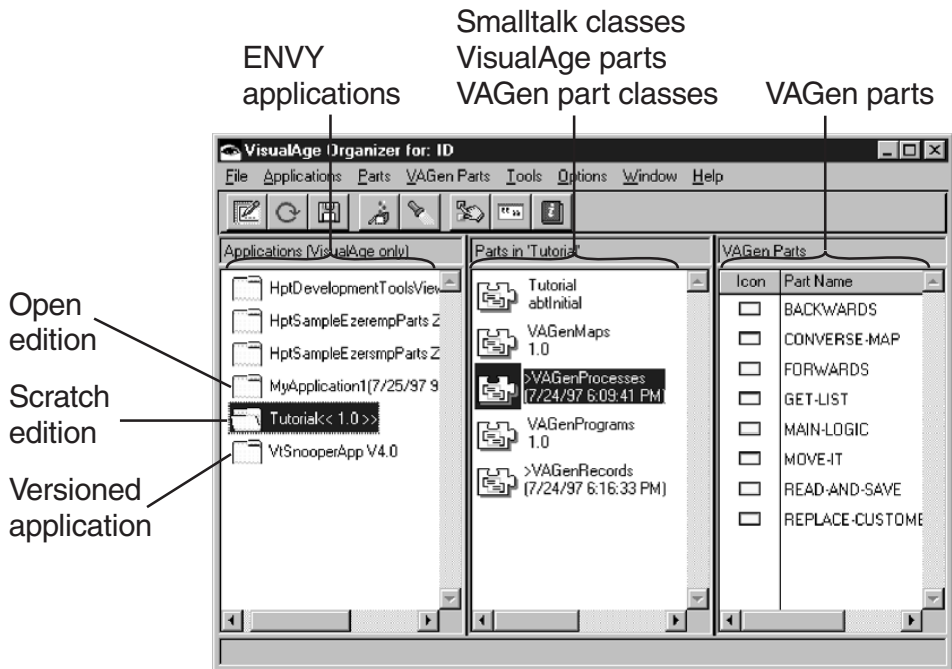 Smalltalk classes
ENVY
VisualAge parts
applications
VAGen part classes
VAGen parts
VisualAge Organizer for: ID
File Applications Parts VAGen Parts Tools Options Window Help
Applications (VisualAge only)
Parts in 'Tutorial'
VAGen Parts
HptDevelopmentToolsView
HptSampleEzerempParts Z
HptSampleEzersmpParts Z
MyApplication1(7/25/97 9
Tutorial<< 1.0 >>
VtSnooperApp V4.0
Tutorial
abtInitial
VAGenMaps
1.0
>VAGenProcesses
(7/24/97 6:09:41 PM)
VAGenPrograms
1.0
>VAGenRecords
(7/24/97 6:16:33 PM)
Icon Part Name
BACKWARDS
CONVERSE-MAP
FORWARDS
GET-LIST
MAIN-LOGIC
MOVE-IT
READ-AND-SAVE
REPLACE-CUSTOME
Open
edition
Scratch
edition
Versioned
application